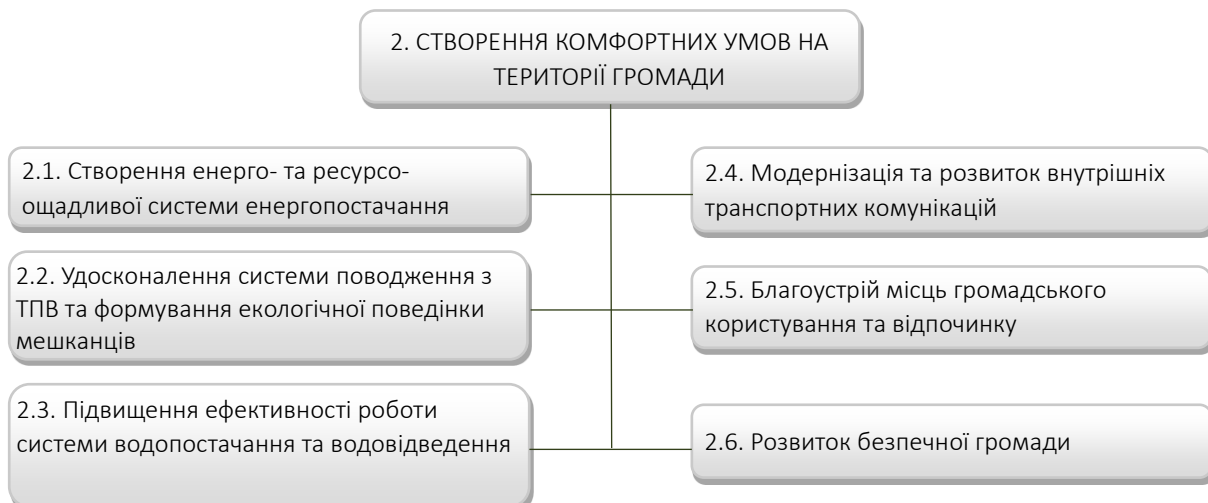 2. СТВОРЕННЯ КОМФОРТНИХ УМОВ НА
ТЕРИТОРІЇ ГРОМАДИ
2.1. Створення енерго- та ресурсо-
ощадливої системи енергопостачання
2.2. Удосконалення системи поводження з
ТПВ та формування екологічної поведінки
мешканців
2.3. Підвищення ефективності роботи
системи водопостачання та водовідведення
2.4. Модернізація та розвиток внутрішніх
транспортних комунікацій
2.5. Благоустрій місць громадського
користування та відпочинку
2.6. Розвиток безпечної громади